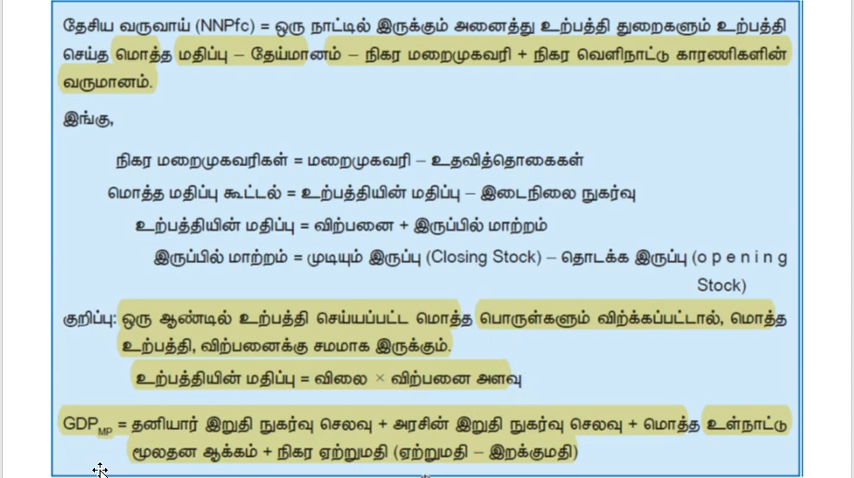 தேசிய வருவாய் (NNPfc) = ஒரு நாட்டில் இருக்கும் அனைத்து உற்பத்தி துறைகளும் உற்பத்தி
செய்த மொத்த மதிப்பு – தேய்மானம் – நிகர மறைமுகவரி + நிகர வெளிநாட்டு காரணிகளின்
வருமானம்.
இங்கு,
நிகர மறைமுகவரிகள் = மறைமுகவரி – உதவித்தொகைகள்
மொத்த மதிப்பு கூட்டல் = உற்பத்தியின் மதிப்பு – இடைநிலை நுகர்வு
உற்பத்தியின் மதிப்பு = விற்பனை + இருப்பில் மாற்றம்
இருப்பில் மாற்றம் = முடியும் இருப்பு (Closing Stock) – தொடக்க இருப்பு (o p e n i n g
Stock)
குறிப்பு: ஒரு ஆண்டில் உற்பத்தி செய்யப்பட்ட மொத்த பொருள்களும் விற்க்கப்பட்டால், மொத்த
உற்பத்தி, விற்பனைக்கு சமமாக இருக்கும்.
உற்பத்தியின் மதிப்பு = விலை × விற்பனை அளவு
GDP_MP = தனியார் இறுதி நுகர்வு செலவு + அரசின் இறுதி நுகர்வு செலவு + மொத்த உள்நாட்டு
மூலதன ஆக்கம் + நிகர ஏற்றுமதி (ஏற்றுமதி – இறக்குமதி)